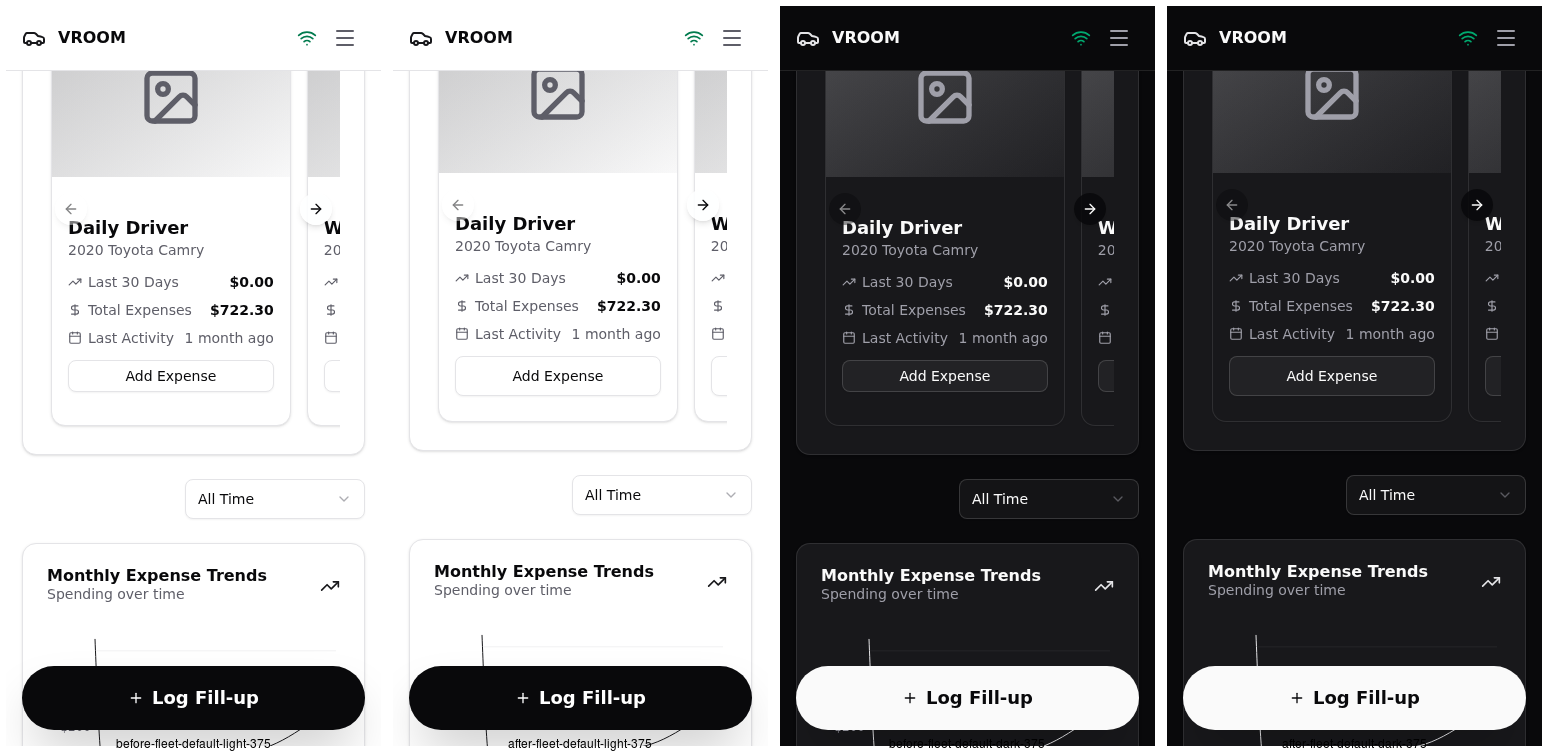 VROOM
Daily Driver
2020 Toyota Camry
Last 30 Days $0.00
Total Expenses $722.30
Last Activity 1 month ago
Add Expense
W
20
All Time
Monthly Expense Trends
Spending over time
+ Log Fill-up
before-fleet-default-light-375
VROOM
Daily Driver
2020 Toyota Camry
Last 30 Days $0.00
Total Expenses $722.30
Last Activity 1 month ago
Add Expense
W
20
All Time
Monthly Expense Trends
Spending over time
+ Log Fill-up
after-fleet-default-light-375
VROOM
Daily Driver
2020 Toyota Camry
Last 30 Days $0.00
Total Expenses $722.30
Last Activity 1 month ago
Add Expense
W
20
All Time
Monthly Expense Trends
Spending over time
+ Log Fill-up
before-fleet-default-dark-375
VROOM
Daily Driver
2020 Toyota Camry
Last 30 Days $0.00
Total Expenses $722.30
Last Activity 1 month ago
Add Expense
W
20
All Time
Monthly Expense Trends
Spending over time
+ Log Fill-up
after-fleet-default-dark-375